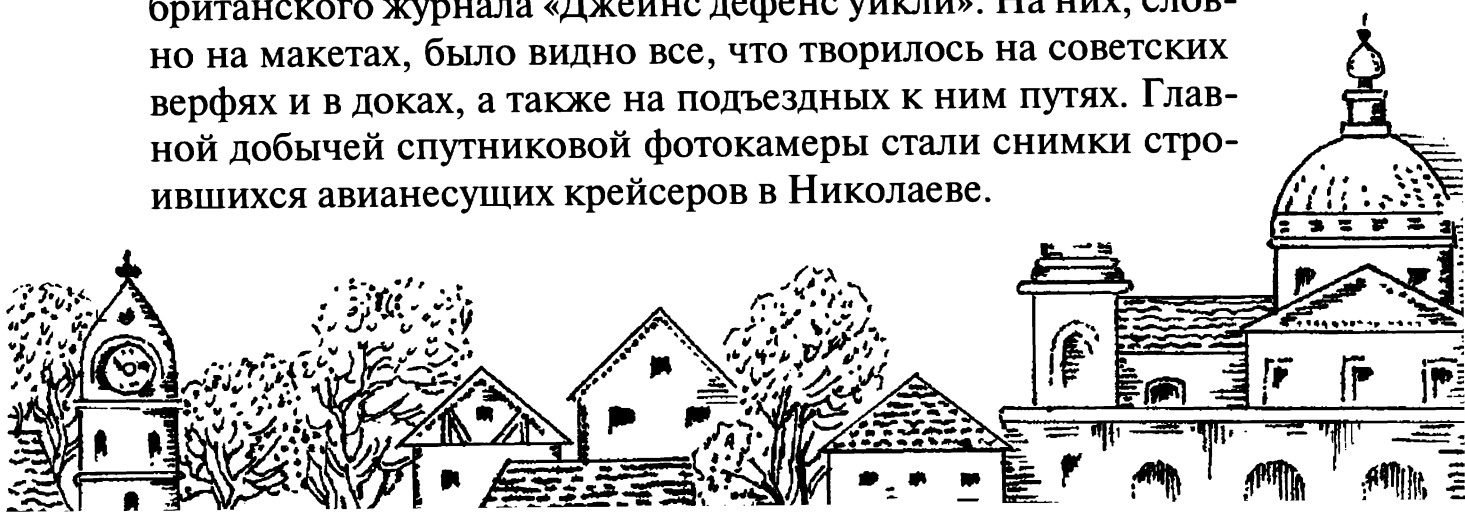 британского журнала «Джейнс дефенс уикли». На них, слов-
но на макетах, было видно все, что творилось на советских
верфях и в доках, а также на подъездных к ним путях. Глав-
ной добычей спутниковой фотокамеры стали снимки стро-
ившихся авианесущих крейсеров в Николаеве.